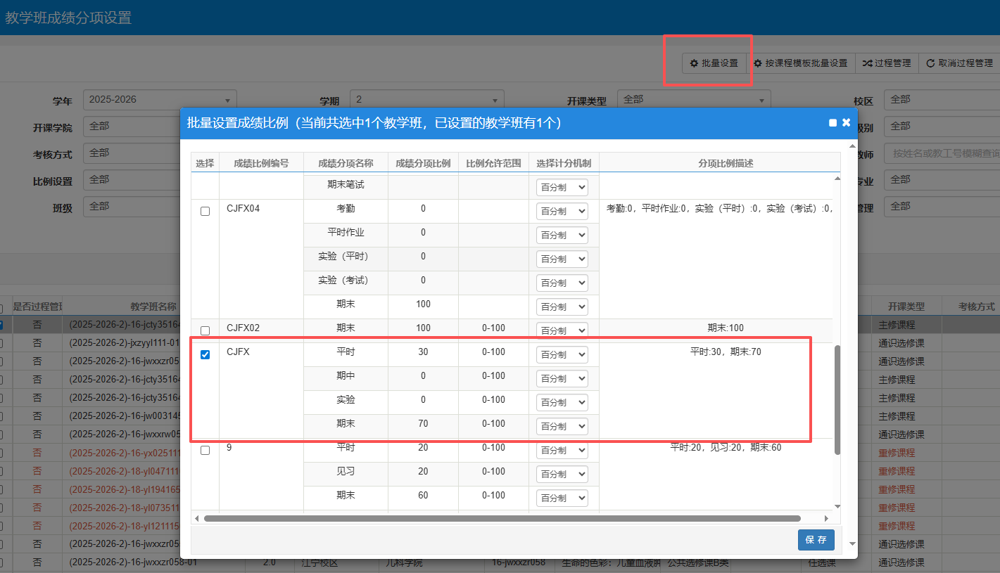 教学班成绩分项设置
批量设置 按课程模板批量设置 过程管理 取消过程管理
学年 2025-2026 学期 2 开课类型 全部 校区 全部
批量设置成绩比例（当前共选中1个教学班，已设置的教学班有1个）
开课学院 全部 级别 全部
考核方式 全部 教师 按姓名或教工号模糊查询
选择 成绩比例编号 成绩分项名称 成绩分项比例 比例允许范围 选择计分机制 分项比例描述
比例设置 全部 专业 全部
期末笔试 百分制
班级 全部 管理 全部
CJFX04 考勤 0 百分制 考勤:0，平时作业:0，实验（平时）:0，实验（考试）:0，
平时作业 0 百分制
实验（平时） 0 百分制
实验（考试） 0 百分制
期末 100 百分制
是否过程管理 教学班名称 开课类型 考核方式
否 (2025-2026-2)-16-jcty35164 主修课程
CJFX02 期末 100 0-100 百分制 期末:100
否 (2025-2026-2)-jxzyyl111-01 通识选修课
CJFX 平时 30 0-100 百分制 平时:30，期末:70
否 (2025-2026-2)-16-jwxxzr05 通识选修课
期中 0 0-100 百分制
否 (2025-2026-2)-16-jcty35164 主修课程
否 (2025-2026-2)-16-jcty35164 主修课程
实验 0 0-100 百分制
否 (2025-2026-2)-16-jw003145 主修课程
期末 70 0-100 百分制
否 (2025-2026-2)-16-jwxxrw05 通识选修课
9 平时 20 0-100 百分制 平时:20，见习:20，期末:60
否 (2025-2026-2)-16-yx025111 重修课程
见习 20 0-100 百分制
否 (2025-2026-2)-18-yl047111 重修课程
否 (2025-2026-2)-18-yl194165 重修课程
期末 60 0-100 百分制
否 (2025-2026-2)-18-yl073511 重修课程
否 (2025-2026-2)-18-yl121115 重修课程
保 存
否 (2025-2026-2)-16-jwxxzr05 通识选修课
否 (2025-2026-2)-16-jwxxzr058-01 2.0 江宁校区 儿科学院 16-jwxxzr058 生命的色彩：儿童血液肿 公共选修课B类 任选课 通识选修课